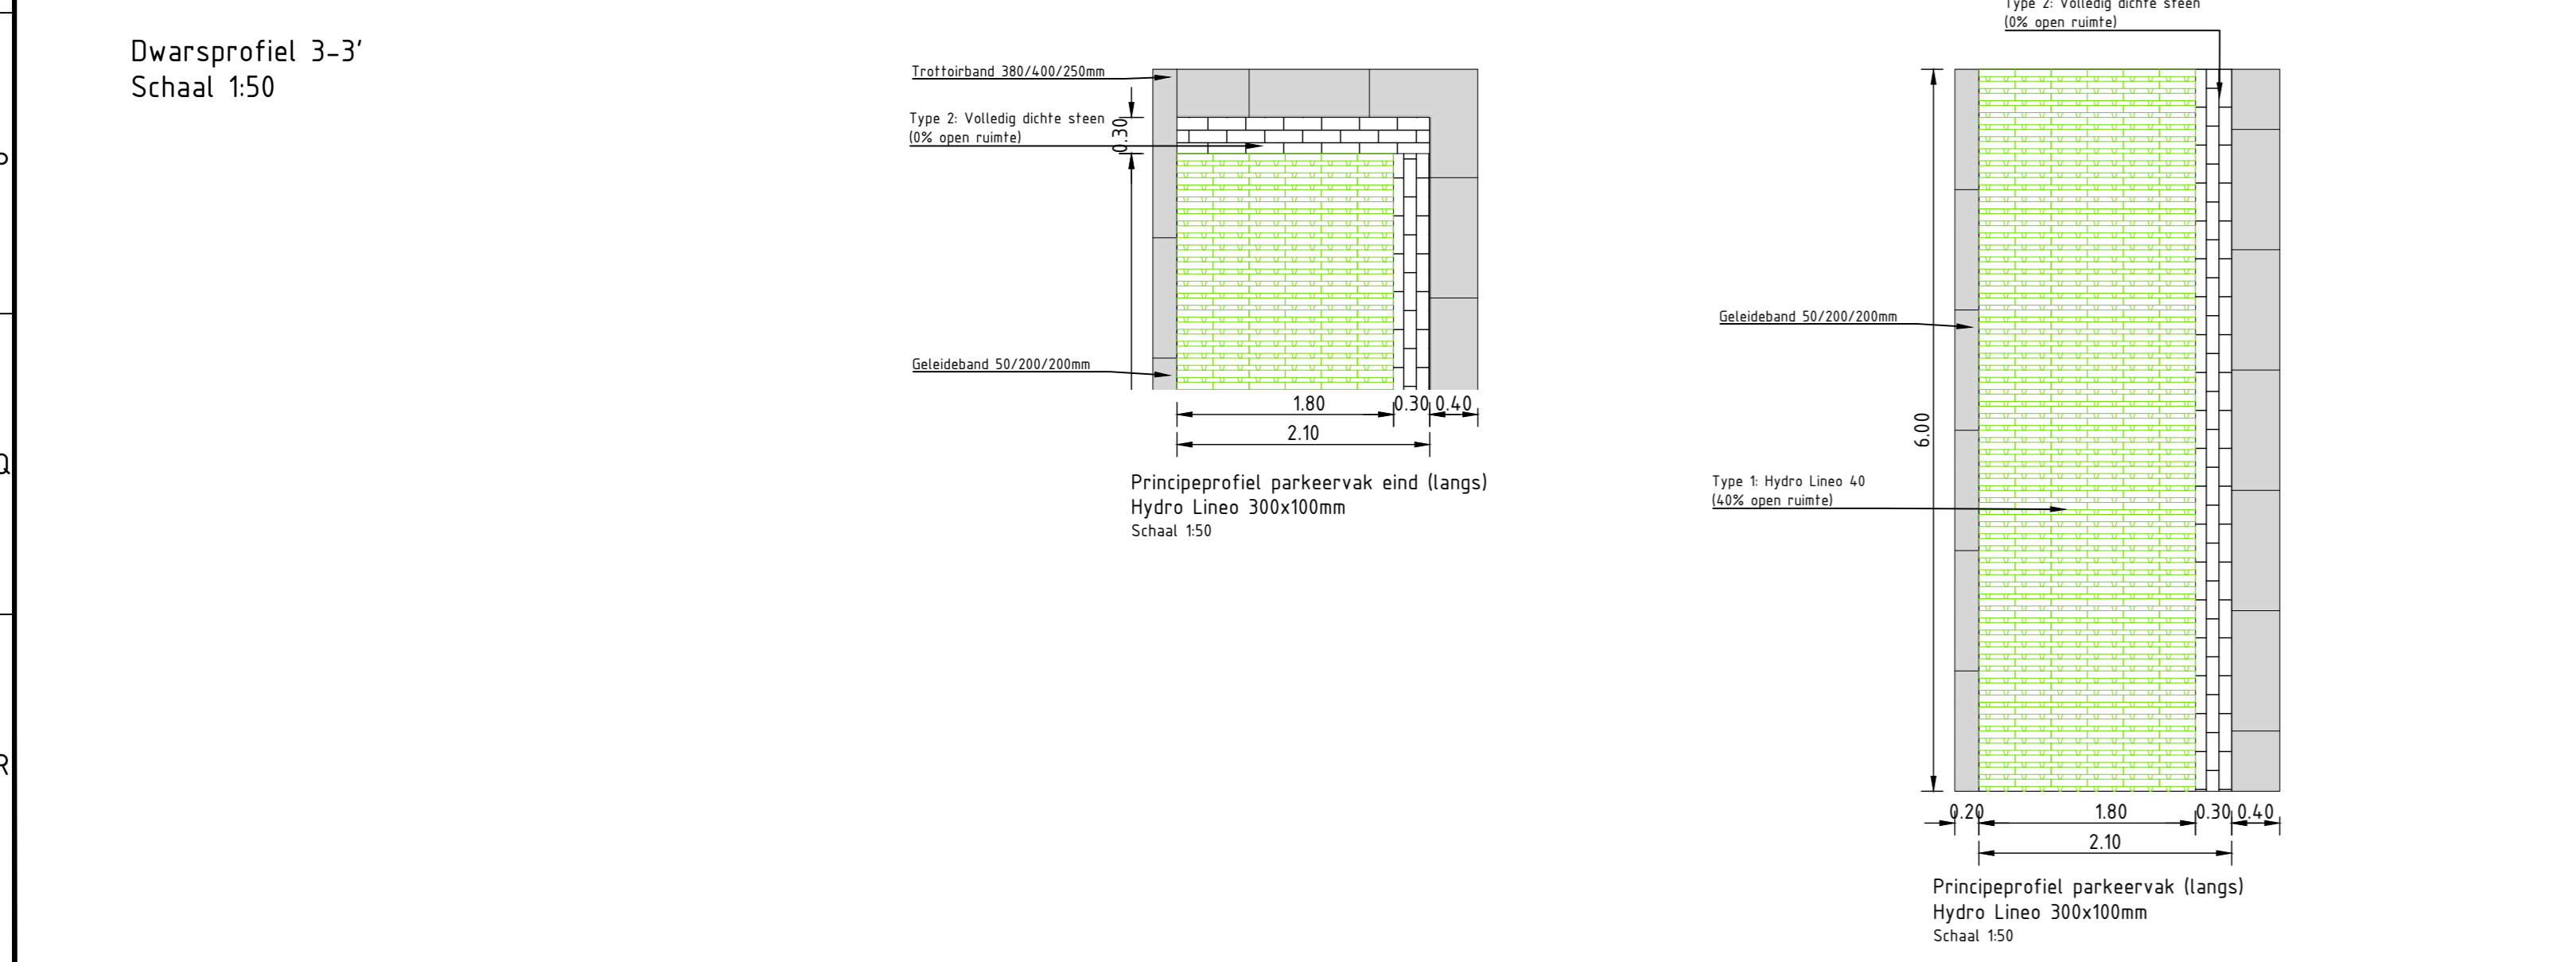 Dwarsprofiel 3-3'
Schaal 1:50
Trottoirband 380/400/250mm
Type 2: Volledig dichte steen
(0% open ruimte)
0.30
Geleideband 50/200/200mm
1.80
0.30
0.40
2.10
Principeprofiel parkeervak eind (langs)
Hydro Lineo 300x100mm
Schaal 1:50
Type 2: Volledig dichte steen
(0% open ruimte)
Geleideband 50/200/200mm
6.00
Type 1: Hydro Lineo 40
(40% open ruimte)
0.20
1.80
0.30
0.40
2.10
Principeprofiel parkeervak (langs)
Hydro Lineo 300x100mm
Schaal 1:50
Q
R